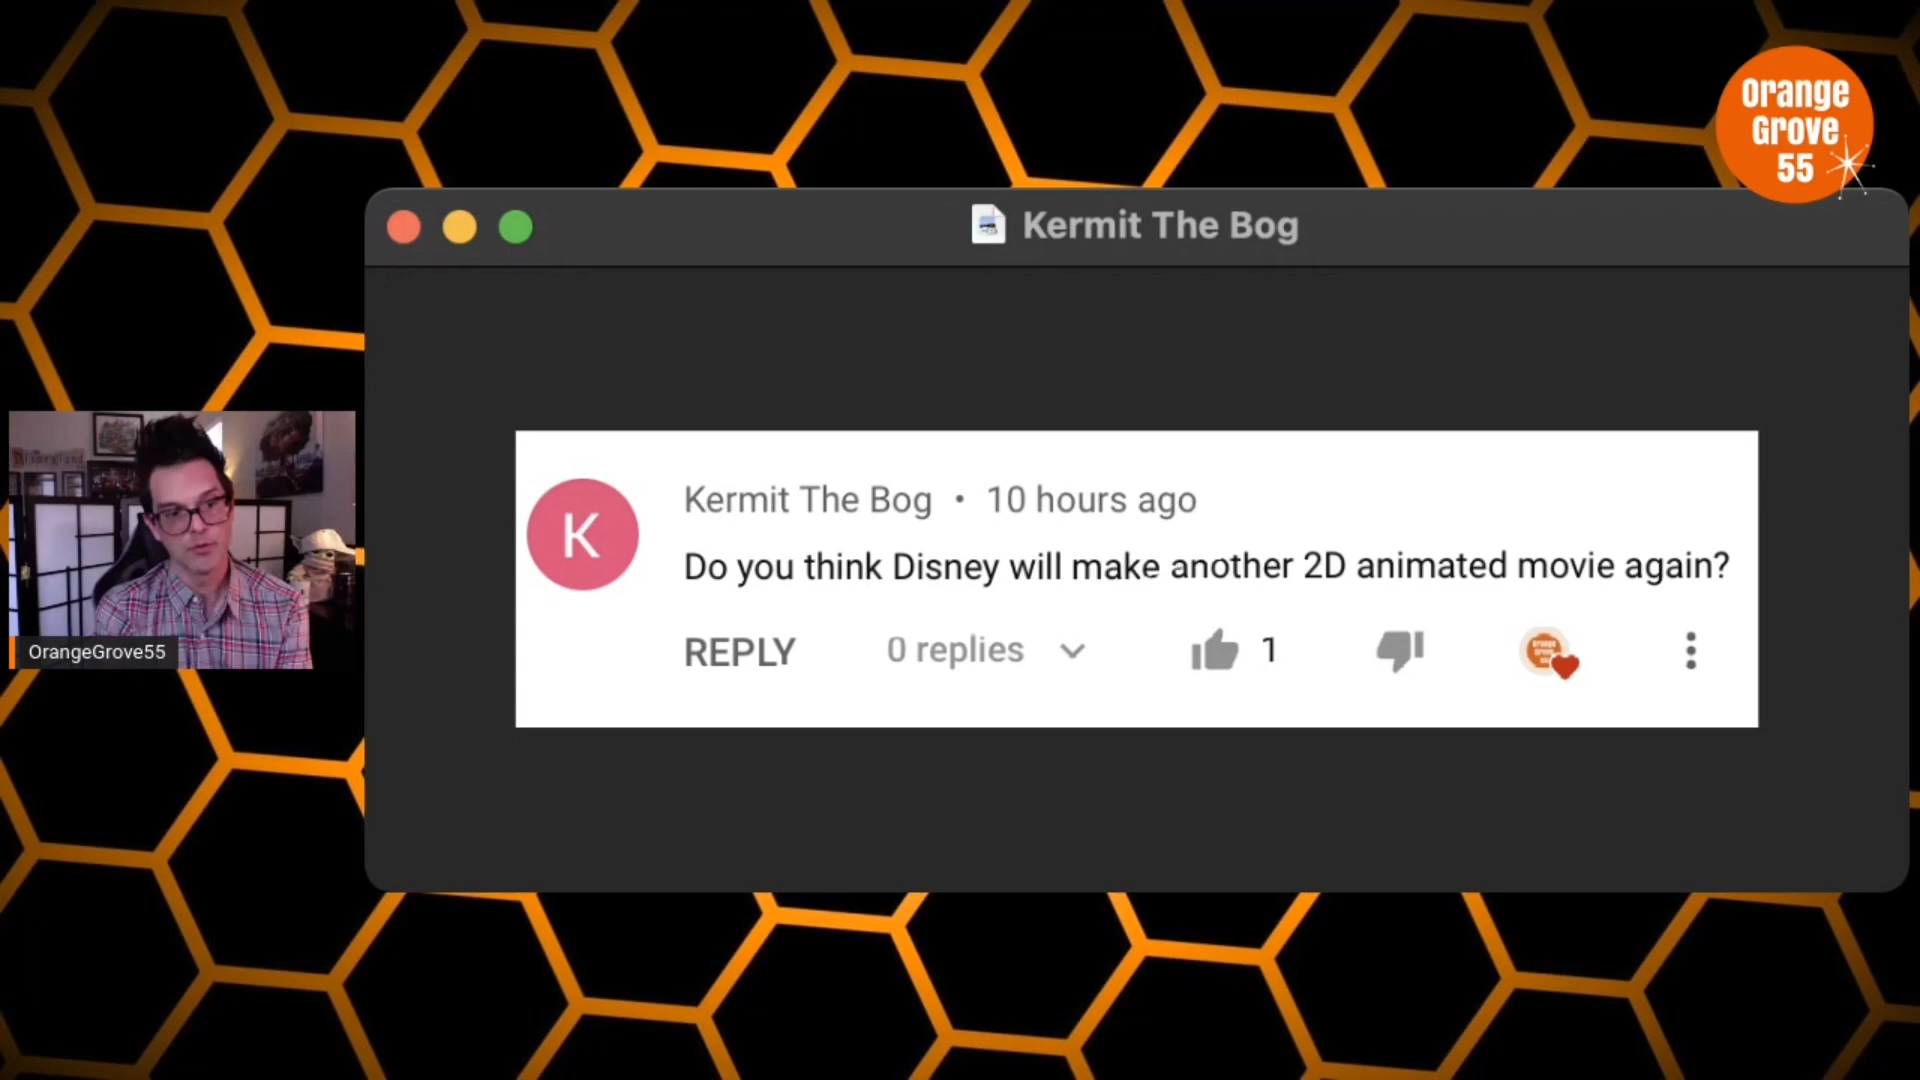 Orange
Grove
55
Kermit The Bog
K
Kermit The Bog • 10 hours ago
Do you think Disney will make another 2D animated movie again?
REPLY 0 replies 1
Disneyland
OrangeGrove55